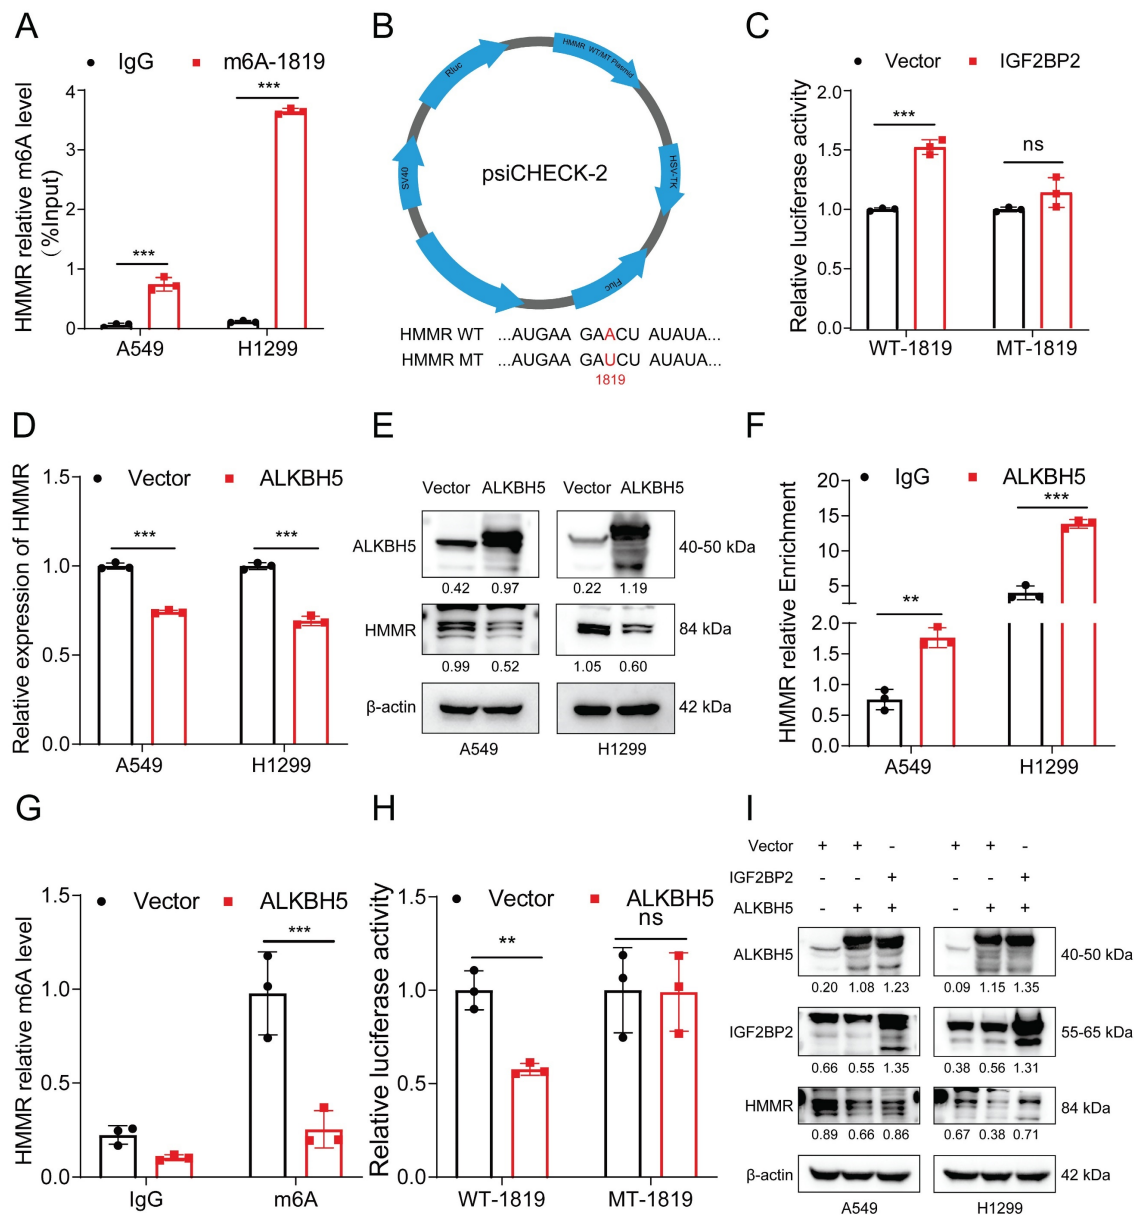 A
IgG
m6A-1819
HMMR relative m6A level
(%Input)
4
3
2
1
0
***
***
A549
H1299
B
Rluc
HMMR WT/MT Plasmid
SV40
psiCHECK-2
HSV-TK
Fluc
HMMR WT ...AUGAA GAACU AUAUA...
HMMR MT ...AUGAA GAUCU AUAUA...
1819
C
Vector
IGF2BP2
Relative luciferase activity
2.0
1.5
1.0
0.5
0.0
***
ns
WT-1819
MT-1819
D
Vector
ALKBH5
Relative expression of HMMR
1.5
1.0
0.5
0.0
***
***
A549
H1299
E
Vector ALKBH5 Vector ALKBH5
ALKBH5 40-50 kDa
0.42 0.97 0.22 1.19
HMMR 84 kDa
0.99 0.52 1.05 0.60
β-actin 42 kDa
A549 H1299
F
IgG
ALKBH5
HMMR relative Enrichment
20
15
10
5
2.0
1.5
1.0
0.5
0.0
**
***
A549
H1299
G
Vector
ALKBH5
HMMR relative m6A level
1.5
1.0
0.5
0.0
***
IgG
m6A
H
Vector
ALKBH5
Relative luciferase activity
1.5
1.0
0.5
0.0
**
ns
WT-1819
MT-1819
I
Vector + + - + + -
IGF2BP2 - - + - - +
ALKBH5 - + + - + +
ALKBH5 40-50 kDa
0.20 1.08 1.23 0.09 1.15 1.35
IGF2BP2 55-65 kDa
0.66 0.55 1.35 0.38 0.56 1.31
HMMR 84 kDa
0.89 0.66 0.86 0.67 0.38 0.71
β-actin 42 kDa
A549 H1299